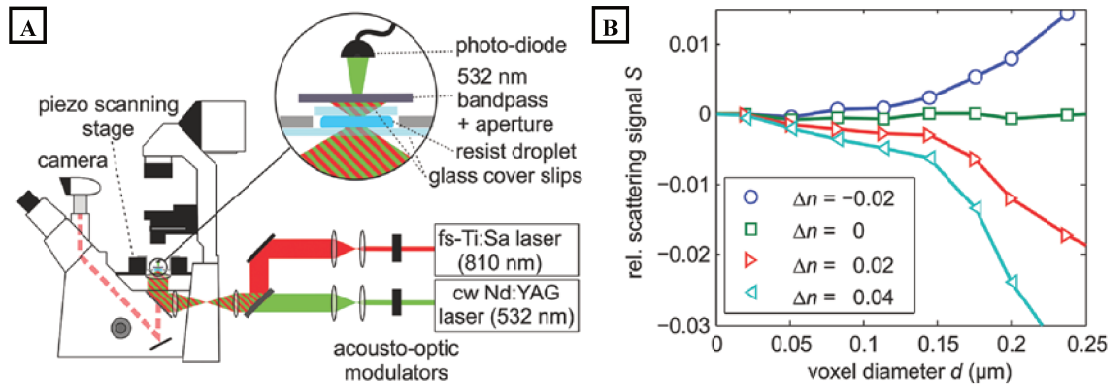 A
photo-diode
532 nm
bandpass
+ aperture
resist droplet
glass cover slips
piezo scanning
stage
camera
fs-Ti:Sa laser
(810 nm)
cw Nd:YAG
laser (532 nm)
acousto-optic
modulators
B
rel. scattering signal S
0.01
0
−0.01
−0.02
−0.03
Δn = −0.02
Δn = 0
Δn = 0.02
Δn = 0.04
0 0.05 0.10 0.15 0.20 0.25
voxel diameter d (μm)